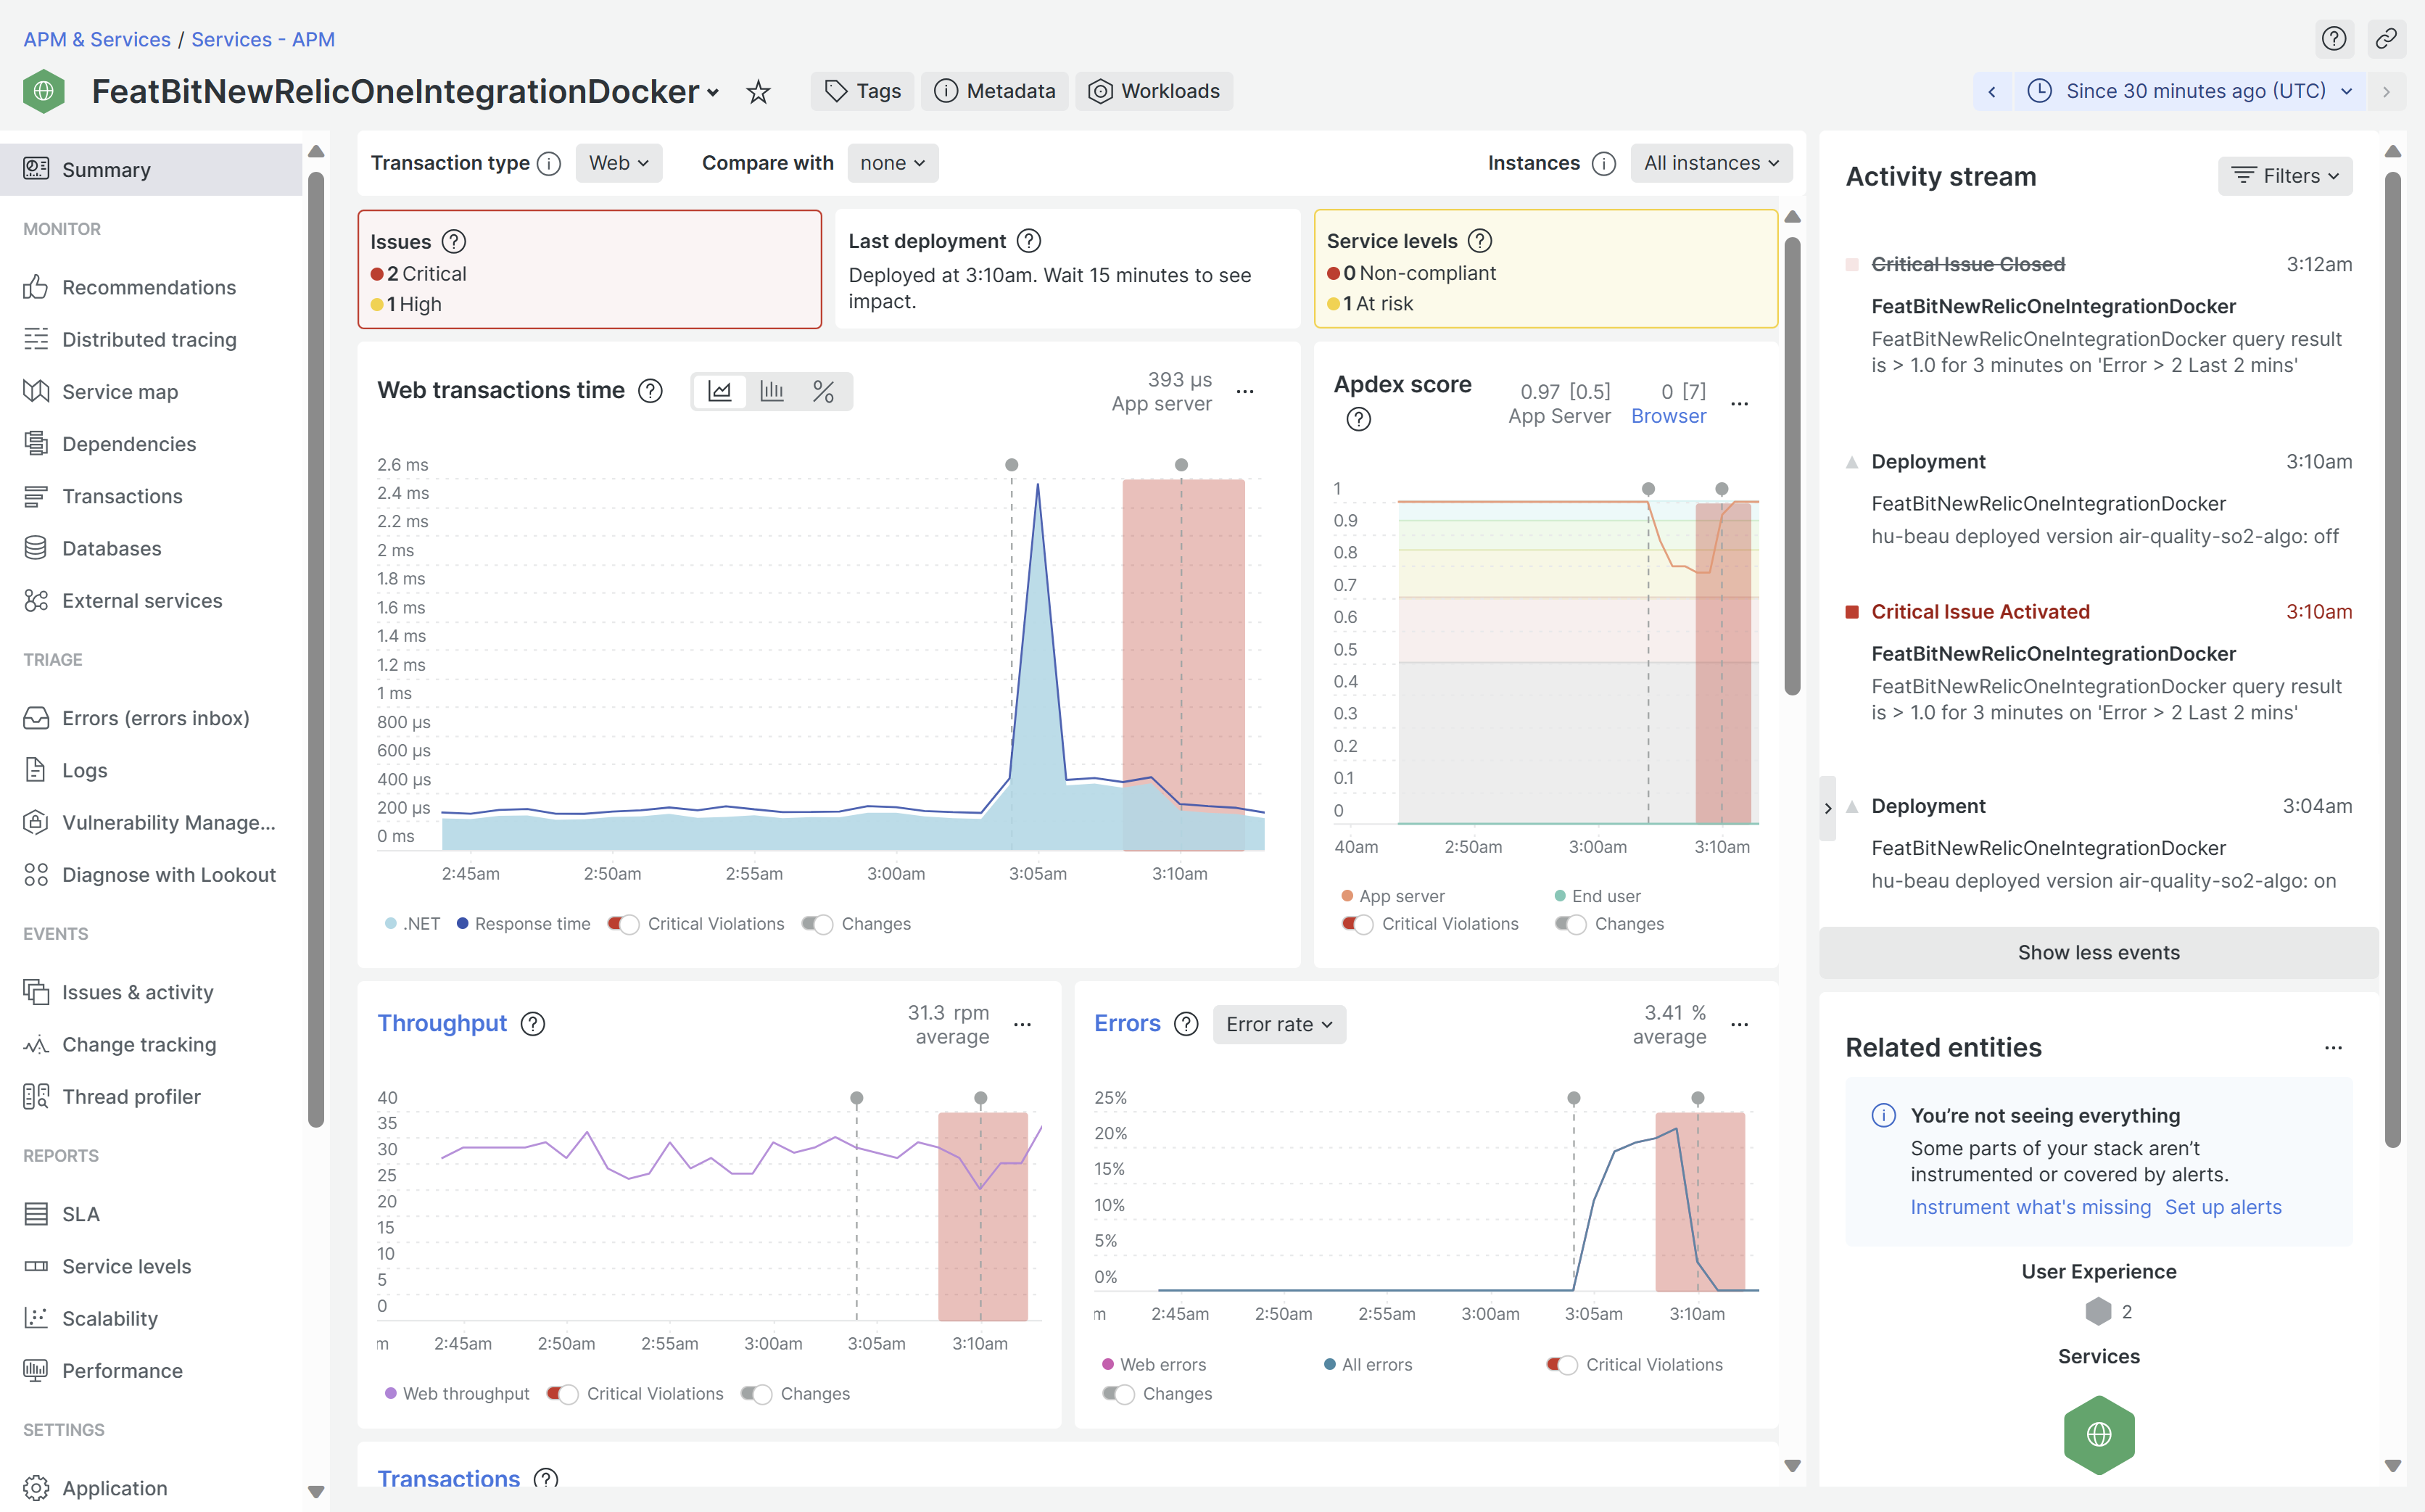 APM & Services / Services - APM
FeatBitNewRelicOneIntegrationDocker
Tags
Metadata
Workloads
Since 30 minutes ago (UTC)
Summary
MONITOR
Recommendations
Distributed tracing
Service map
Dependencies
Transactions
Databases
External services
TRIAGE
Errors (errors inbox)
Logs
Vulnerability Manage...
Diagnose with Lookout
EVENTS
Issues & activity
Change tracking
Thread profiler
REPORTS
SLA
Service levels
Scalability
Performance
SETTINGS
Application
Transaction type
Web
Compare with
none
Instances
All instances
Issues
2 Critical
1 High
Last deployment
Deployed at 3:10am. Wait 15 minutes to see
impact.
Service levels
0 Non-compliant
1 At risk
Web transactions time
393 µs
App server
2.6 ms
2.4 ms
2.2 ms
2 ms
1.8 ms
1.6 ms
1.4 ms
1.2 ms
1 ms
800 µs
600 µs
400 µs
200 µs
0 ms
2:45am 2:50am 2:55am 3:00am 3:05am 3:10am
.NET Response time Critical Violations Changes
Apdex score
0.97 [0.5]
App Server
0 [7]
Browser
1
0.9
0.8
0.7
0.6
0.5
0.4
0.3
0.2
0.1
0
40am 2:50am 3:00am 3:10am
App server End user
Critical Violations Changes
Throughput
31.3 rpm
average
40
35
30
25
20
15
10
5
0
m 2:45am 2:50am 2:55am 3:00am 3:05am 3:10am
Web throughput Critical Violations Changes
Errors
Error rate
3.41 %
average
25%
20%
15%
10%
5%
0%
m 2:45am 2:50am 2:55am 3:00am 3:05am 3:10am
Web errors All errors Critical Violations
Changes
Transactions
Activity stream
Filters
Critical Issue Closed 3:12am
FeatBitNewRelicOneIntegrationDocker
FeatBitNewRelicOneIntegrationDocker query result
is > 1.0 for 3 minutes on 'Error > 2 Last 2 mins'
Deployment 3:10am
FeatBitNewRelicOneIntegrationDocker
hu-beau deployed version air-quality-so2-algo: off
Critical Issue Activated 3:10am
FeatBitNewRelicOneIntegrationDocker
FeatBitNewRelicOneIntegrationDocker query result
is > 1.0 for 3 minutes on 'Error > 2 Last 2 mins'
Deployment 3:04am
FeatBitNewRelicOneIntegrationDocker
hu-beau deployed version air-quality-so2-algo: on
Show less events
Related entities
You’re not seeing everything
Some parts of your stack aren’t
instrumented or covered by alerts.
Instrument what's missing Set up alerts
User Experience
2
Services